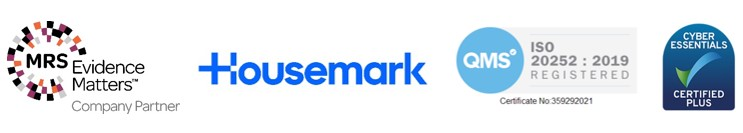 MRS
Evidence
Matters™
Company Partner
Housemark
QMS
ISO
20252 : 2019
REGISTERED
Certificate No:359292021
CYBER
ESSENTIALS
CERTIFIED
PLUS